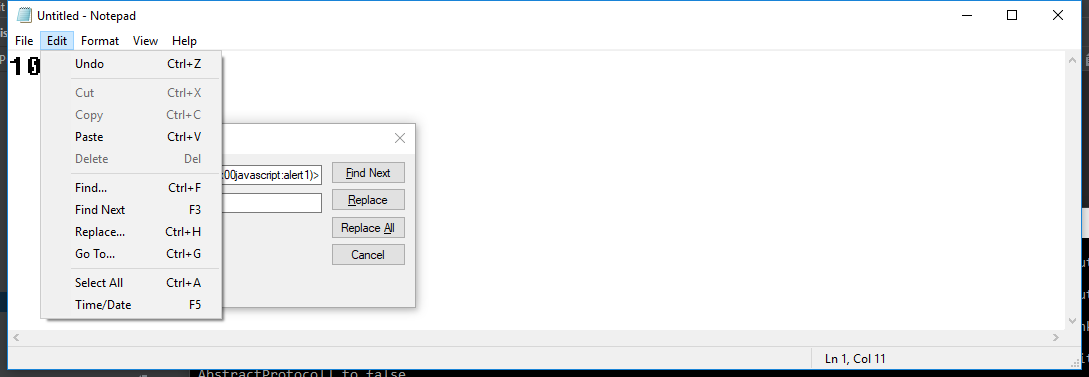 Untitled - Notepad
File Edit Format View Help
10
Undo Ctrl+Z
Cut Ctrl+X
Copy Ctrl+C
Paste Ctrl+V
Delete Del
Find... Ctrl+F
Find Next F3
Replace... Ctrl+H
Go To... Ctrl+G
Select All Ctrl+A
Time/Date F5
00javascript:alert1)>
Find Next
Replace
Replace All
Cancel
Ln 1, Col 11
AbstractProtocol] to false